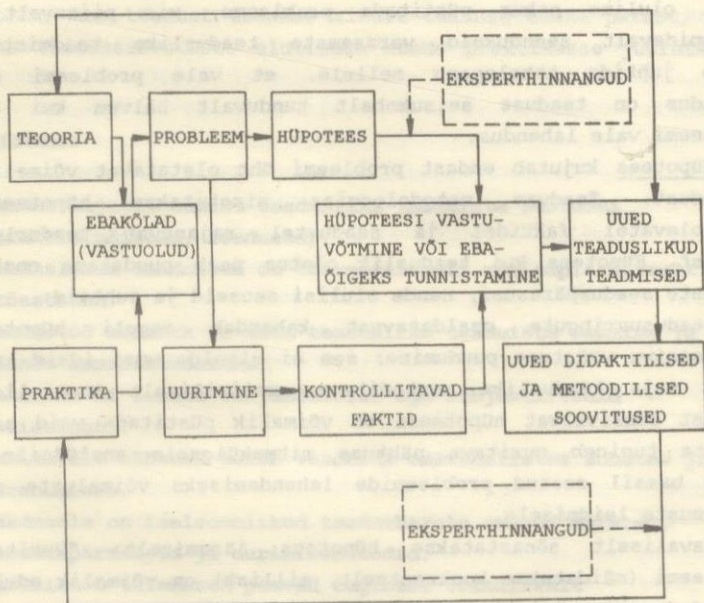 EKSPERTHINNANGUD
TEOORIA
PROBLEEM
HÜPOTEES
EBAKÕLAD
(VASTUOLUD)
HÜPOTEESI VASTU-
VÕTMINE VÕI EBA-
ÕIGEKS TUNNISTAMINE
UUED
TEADUSLIKUD
TEADMISED
PRAKTIKA
UURIMINE
KONTROLLITAVAD
FAKTID
UUED DIDAKTILISED
JA METOODILISED
SOOVITUSED
EKSPERTHINNANGUD